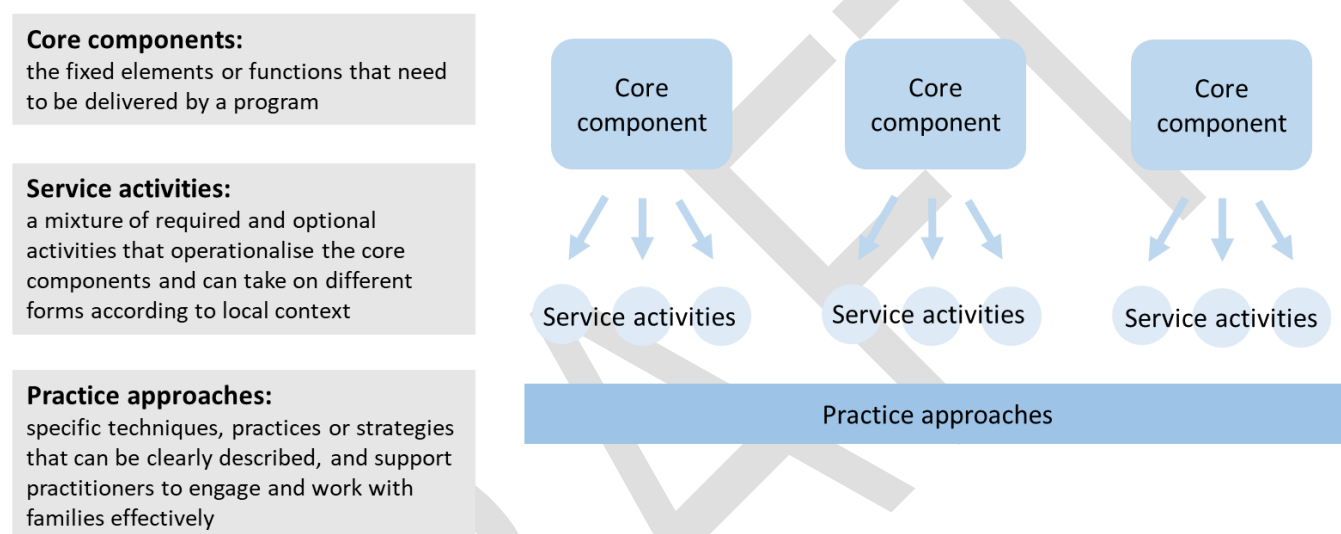 Core components:
the fixed elements or functions that need
to be delivered by a program
Service activities:
a mixture of required and optional
activities that operationalise the core
components and can take on different
forms according to local context
Practice approaches:
specific techniques, practices or strategies
that can be clearly described, and support
practitioners to engage and work with
families effectively
Core
component
Core
component
Core
component
Service activities
Service activities
Service activities
Practice approaches